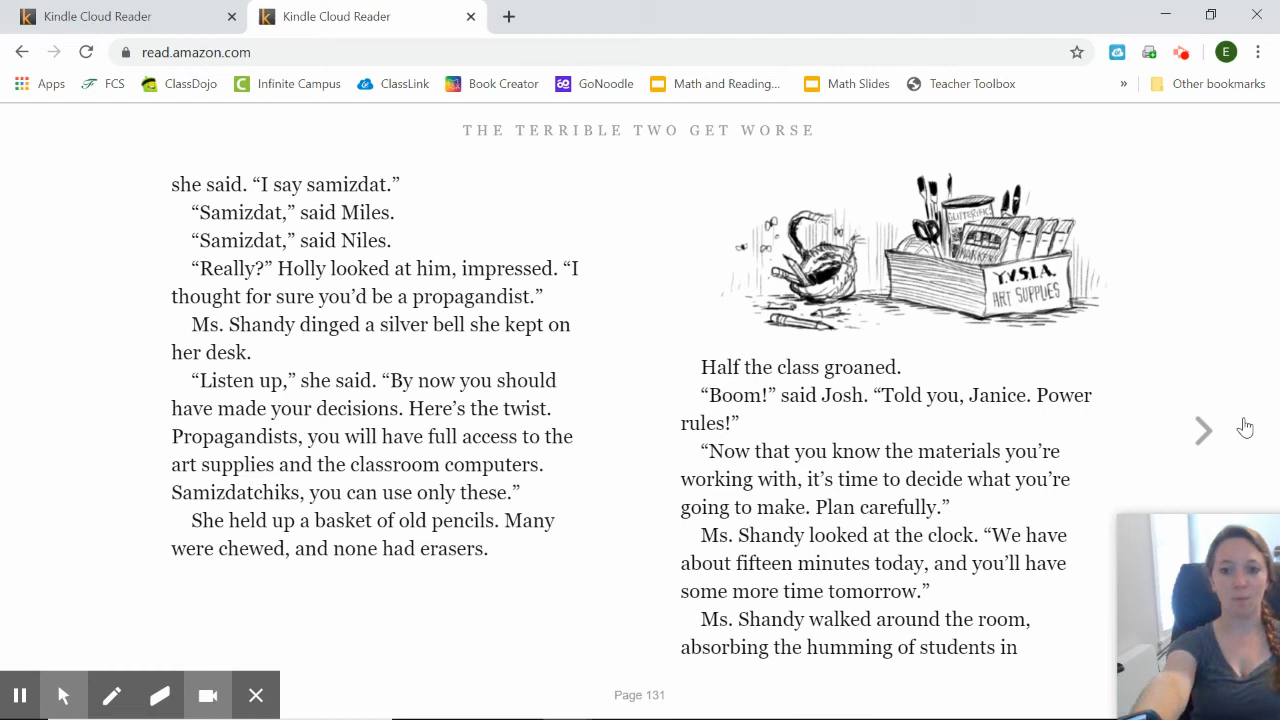 Kindle Cloud Reader
Kindle Cloud Reader
read.amazon.com
E
Apps
FCS
ClassDojo
Infinite Campus
ClassLink
Book Creator
GoNoodle
Math and Reading...
Math Slides
Teacher Toolbox
»
Other bookmarks
THE TERRIBLE TWO GET WORSE
she said. “I say samizdat.”
“Samizdat,” said Miles.
“Samizdat,” said Niles.
“Really?” Holly looked at him, impressed. “I
thought for sure you’d be a propagandist.”
Ms. Shandy dinged a silver bell she kept on
her desk.
“Listen up,” she said. “By now you should
have made your decisions. Here’s the twist.
Propagandists, you will have full access to the
art supplies and the classroom computers.
Samizdatchiks, you can use only these.”
She held up a basket of old pencils. Many
were chewed, and none had erasers.
GLITTERIFIC
MARKERS
Y.V.S.L.A.
ART SUPPLIES
Half the class groaned.
“Boom!” said Josh. “Told you, Janice. Power
rules!”
“Now that you know the materials you’re
working with, it’s time to decide what you’re
going to make. Plan carefully.”
Ms. Shandy looked at the clock. “We have
about fifteen minutes today, and you’ll have
some more time tomorrow.”
Ms. Shandy walked around the room,
absorbing the humming of students in
Page 131